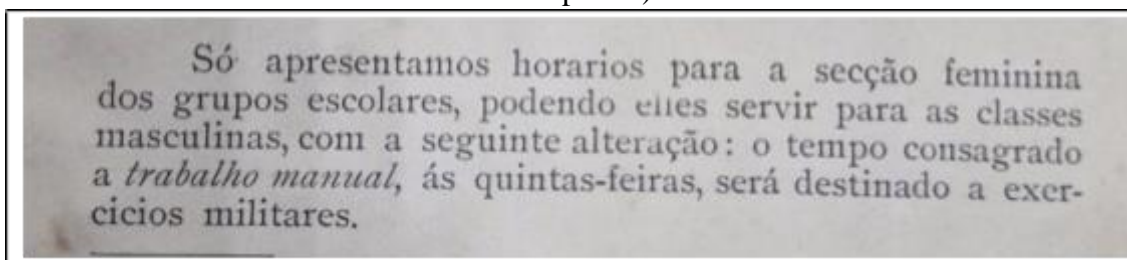 Só apresentamos horarios para a secção feminina
dos grupos escolares, podendo elles servir para as classes
masculinas, com a seguinte alteração: o tempo consagrado
a trabalho manual, ás quintas-feiras, será destinado a exer-
cicios militares.